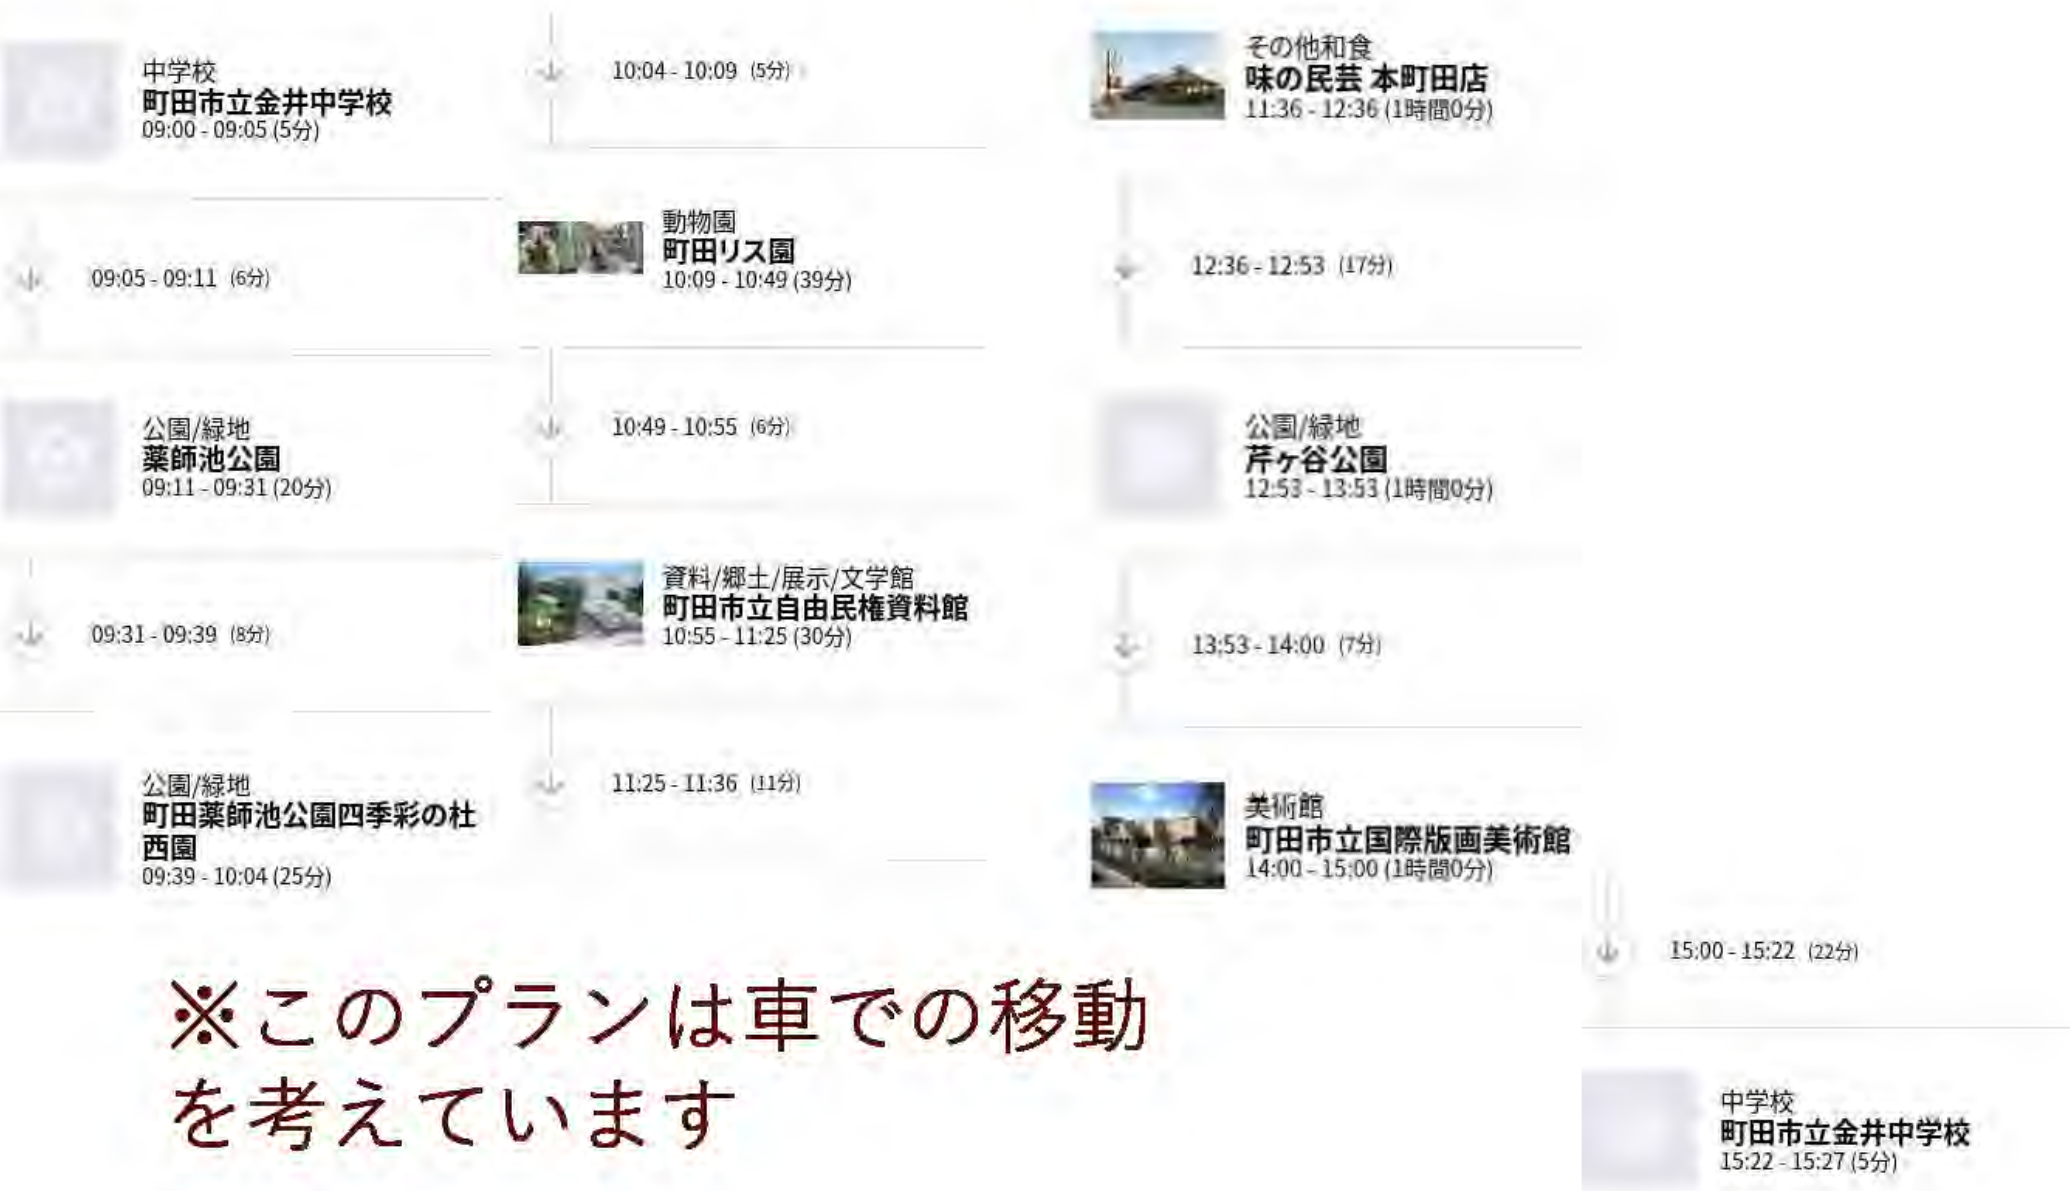 中学校
町田市立金井中学校
09:00 - 09:05 (5分)
09:05 - 09:11 (6分)
公園/緑地
薬師池公園
09:11 - 09:31 (20分)
09:31 - 09:39 (8分)
公園/緑地
町田薬師池公園四季彩の杜
西園
09:39 - 10:04 (25分)
10:04 - 10:09 (5分)
動物園
町田リス園
10:09 - 10:49 (39分)
10:49 - 10:55 (6分)
資料/郷土/展示/文学館
町田市立自由民権資料館
10:55 - 11:25 (30分)
11:25 - 11:36 (11分)
その他和食
味の民芸 本町田店
11:36 - 12:36 (1時間0分)
12:36 - 12:53 (17分)
公園/緑地
芹ヶ谷公園
12:53 - 13:53 (1時間0分)
13:53 - 14:00 (7分)
美術館
町田市立国際版画美術館
14:00 - 15:00 (1時間0分)
15:00 - 15:22 (22分)
中学校
町田市立金井中学校
15:22 - 15:27 (5分)
※このプランは車での移動
を考えています